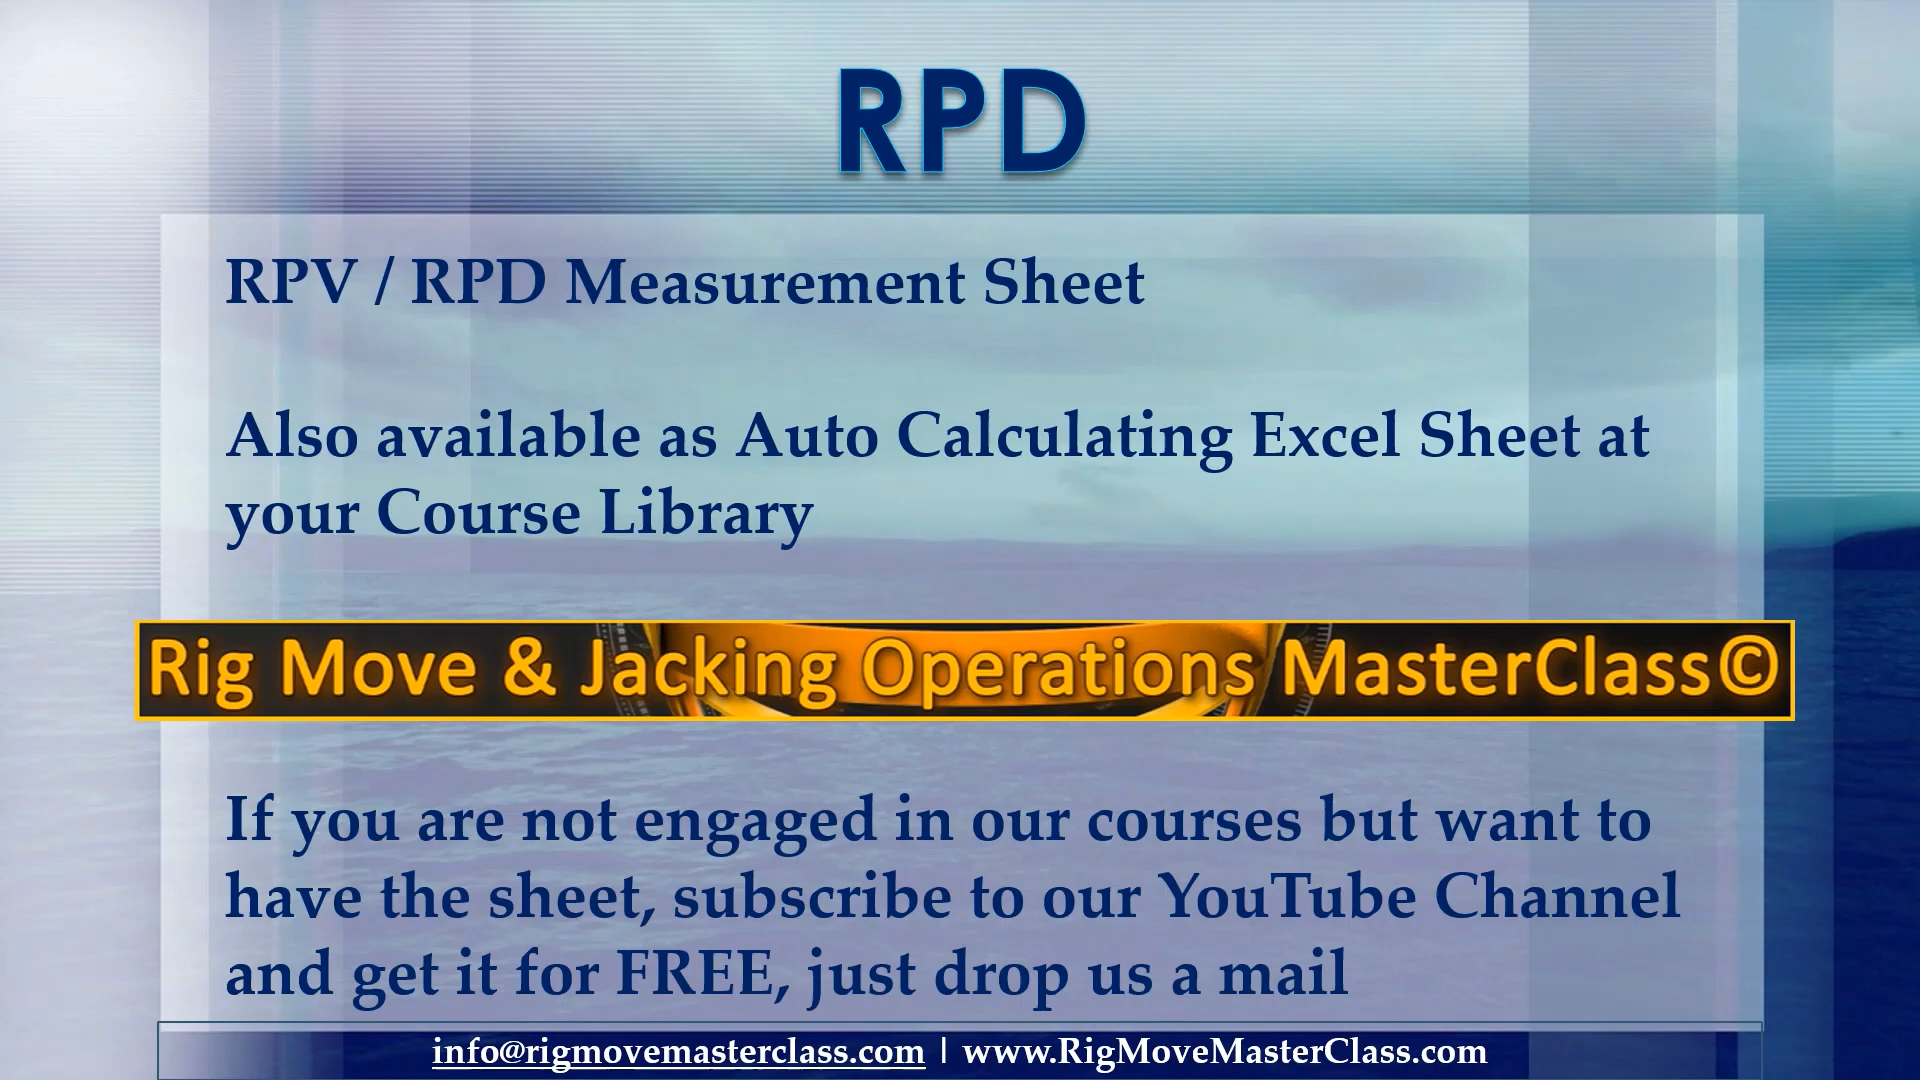 RPD
RPV / RPD Measurement Sheet
Also available as Auto Calculating Excel Sheet at
your Course Library
Rig Move & Jacking Operations MasterClass©
If you are not engaged in our courses but want to
have the sheet, subscribe to our YouTube Channel
and get it for FREE, just drop us a mail
info@rigmovemasterclass.com | www.RigMoveMasterClass.com